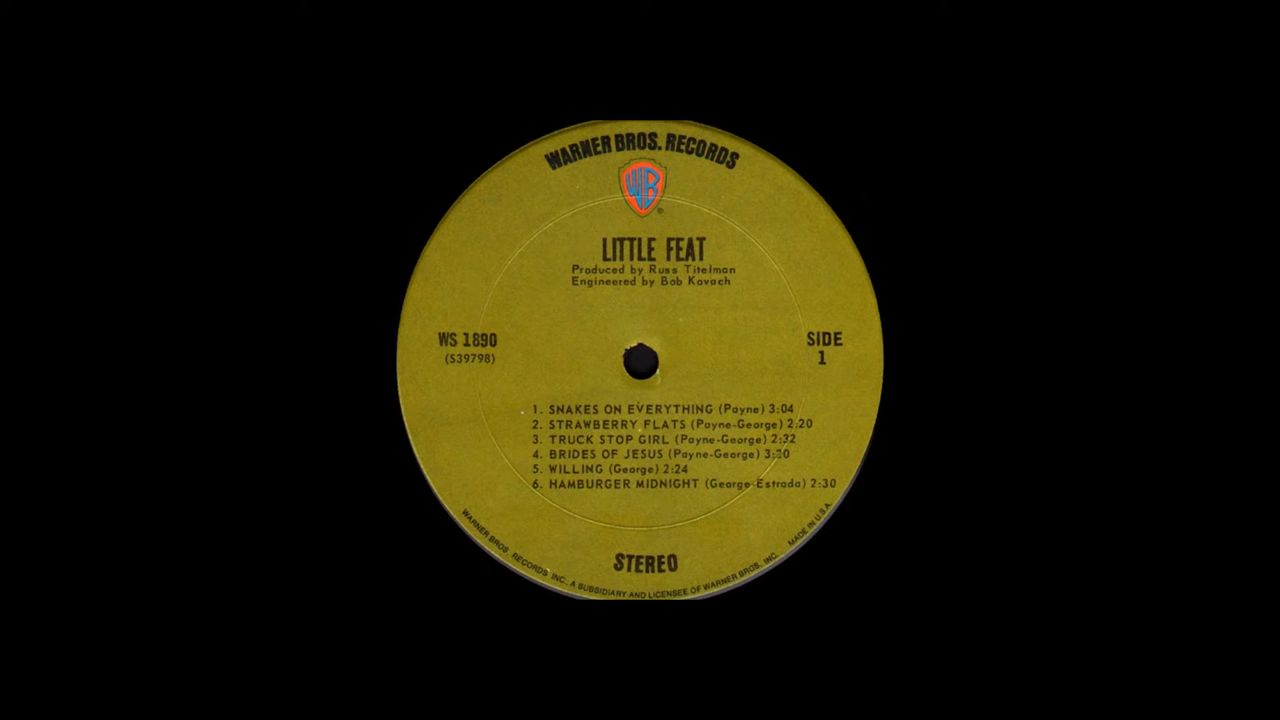 WARNER BROS. RECORDS
WB
®
LITTLE FEAT
Produced by Russ Titelman
Engineered by Bob Kovach
WS 1890
(S39798)
SIDE
1
1. SNAKES ON EVERYTHING (Payne) 3:04
2. STRAWBERRY FLATS (Payne-George) 2:20
3. TRUCK STOP GIRL (Payne-George) 2:32
4. BRIDES OF JESUS (Payne-George) 3:20
5. WILLING (George) 2:24
6. HAMBURGER MIDNIGHT (George-Estrada) 2:30
STEREO
WARNER BROS. RECORDS INC. A SUBSIDIARY AND LICENSEE OF WARNER BROS. INC. MADE IN U.S.A.